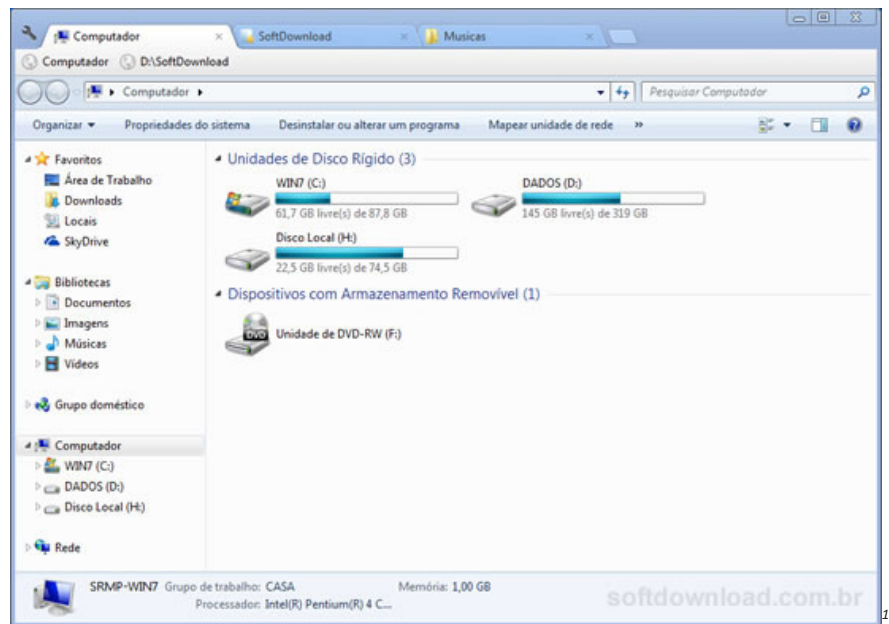 Computador SoftDownload Musicas
Computador D:\SoftDownload
Computador Pesquisar Computador
Organizar Propriedades do sistema Desinstalar ou alterar um programa Mapear unidade de rede »
Favoritos
Área de Trabalho
Downloads
Locais
SkyDrive
Bibliotecas
Documentos
Imagens
Músicas
Vídeos
Grupo doméstico
Computador
WIN7 (C:)
DADOS (D:)
Disco Local (H:)
Rede
Unidades de Disco Rígido (3)
WIN7 (C:)
61,7 GB livre(s) de 87,8 GB
DADOS (D:)
145 GB livre(s) de 319 GB
Disco Local (H:)
22,5 GB livre(s) de 74,5 GB
Dispositivos com Armazenamento Removível (1)
DVD
Unidade de DVD-RW (F:)
SRMP-WIN7 Grupo de trabalho: CASA Memória: 1,00 GB
Processador: Intel(R) Pentium(R) 4 C...
softdownload.com.br
1